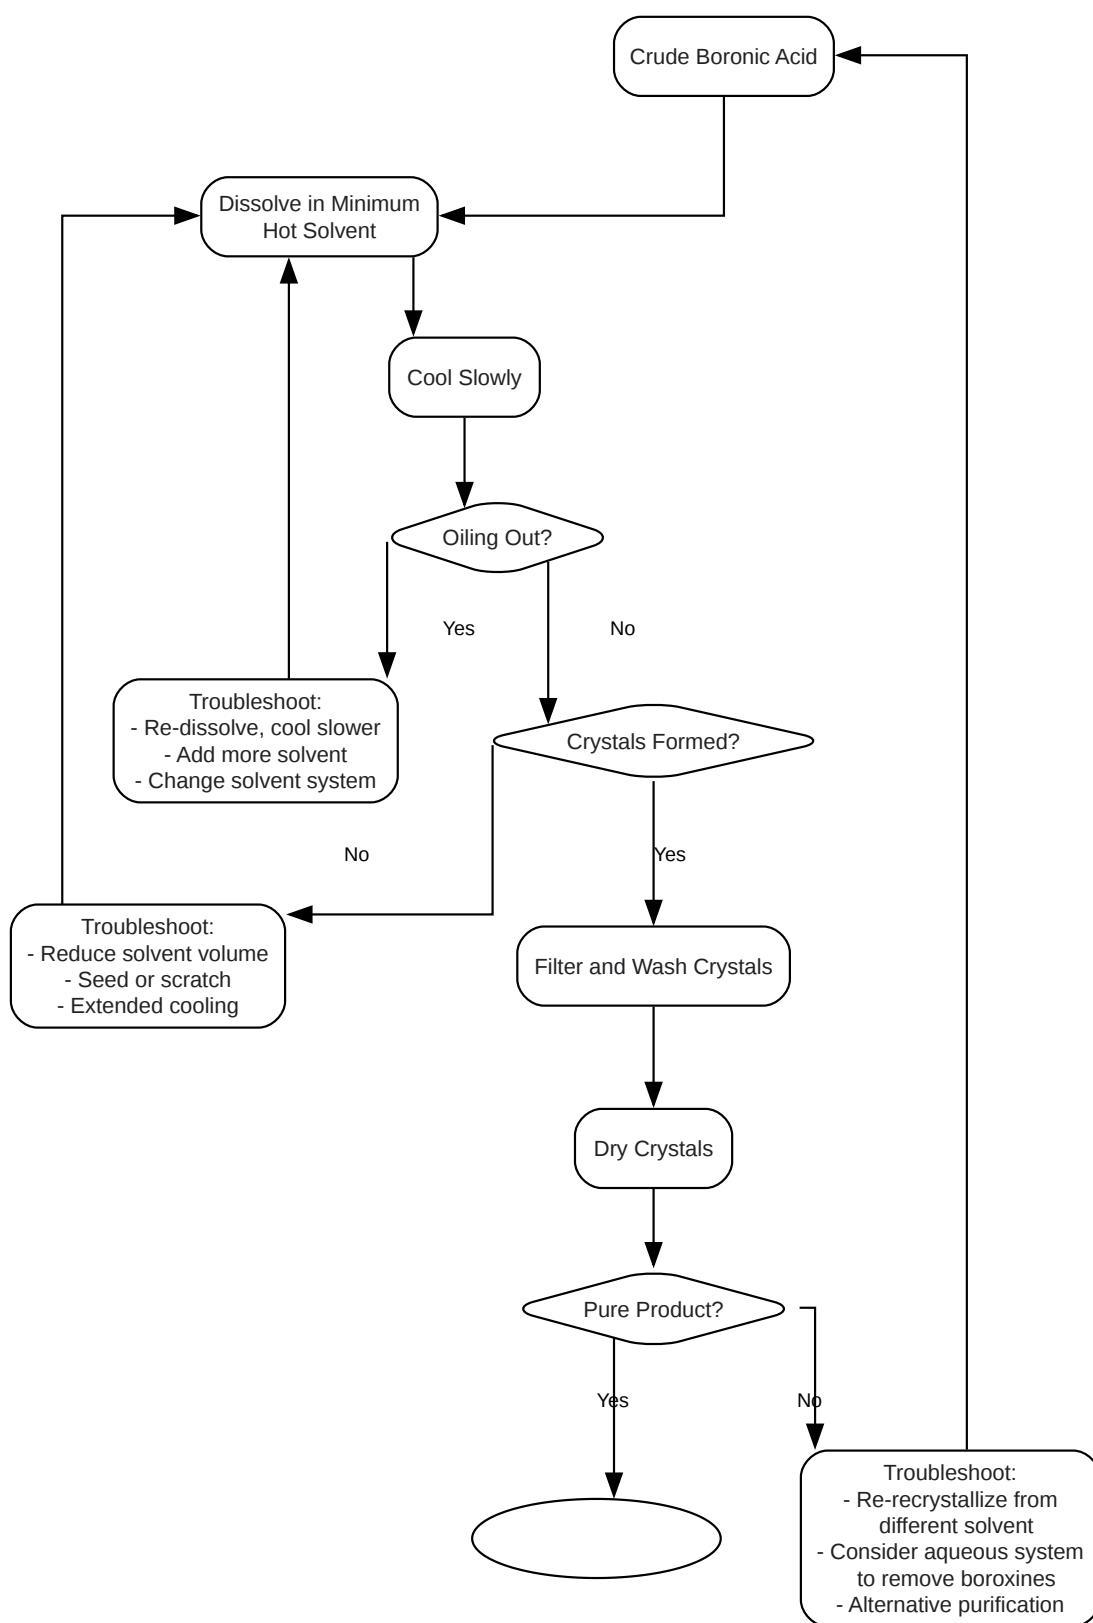 Crude Boronic Acid
Dissolve in Minimum
Hot Solvent
Cool Slowly
Oiling Out?
Yes
No
Troubleshoot:
- Re-dissolve, cool slower
- Add more solvent
- Change solvent system
Crystals Formed?
No
Yes
Troubleshoot:
- Reduce solvent volume
- Seed or scratch
- Extended cooling
Filter and Wash Crystals
Dry Crystals
Pure Product?
Yes
No
Troubleshoot:
- Re-recrystallize from
different solvent
- Consider aqueous system
to remove boroxines
- Alternative purification